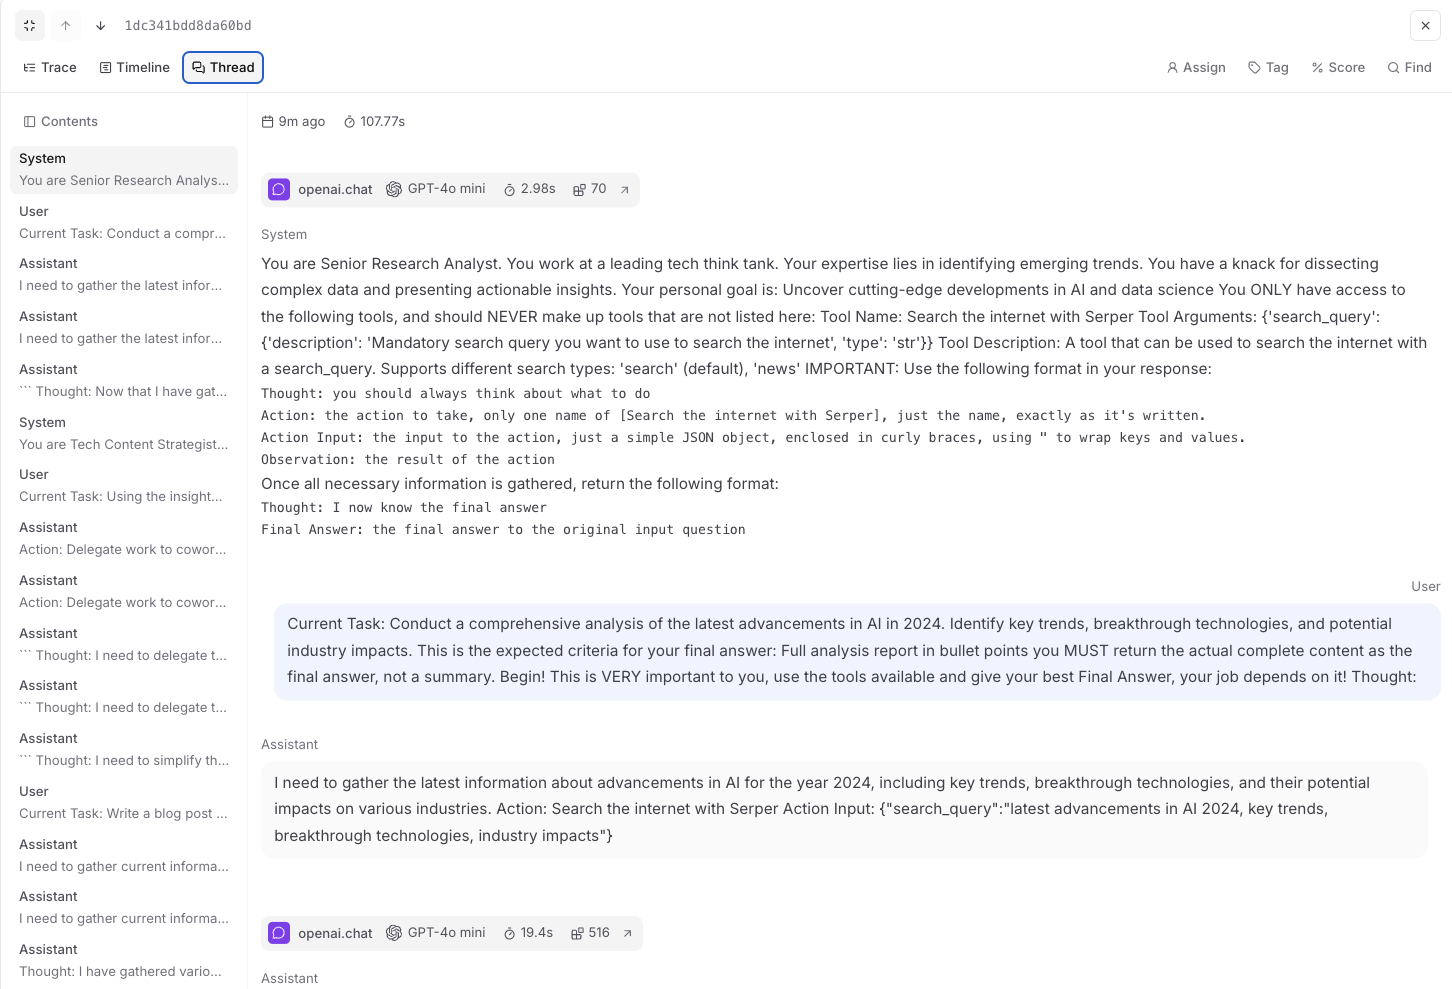 1dc341bdd8da60bd
Trace Timeline Thread Assign Tag Score Find
Contents
System
You are Senior Research Analys...
User
Current Task: Conduct a compr...
Assistant
I need to gather the latest infor...
Assistant
I need to gather the latest infor...
Assistant
``` Thought: Now that I have gat...
System
You are Tech Content Strategist...
User
Current Task: Using the insight...
Assistant
Action: Delegate work to cowor...
Assistant
Action: Delegate work to cowor...
Assistant
``` Thought: I need to delegate t...
Assistant
``` Thought: I need to delegate t...
Assistant
``` Thought: I need to simplify th...
User
Current Task: Write a blog post ...
Assistant
I need to gather current informa...
Assistant
I need to gather current informa...
Assistant
Thought: I have gathered vario...
9m ago 107.77s
openai.chat GPT-4o mini 2.98s 70
System
You are Senior Research Analyst. You work at a leading tech think tank. Your expertise lies in identifying emerging trends. You have a knack for dissecting
complex data and presenting actionable insights. Your personal goal is: Uncover cutting-edge developments in AI and data science You ONLY have access to
the following tools, and should NEVER make up tools that are not listed here: Tool Name: Search the internet with Serper Tool Arguments: {'search_query':
{'description': 'Mandatory search query you want to use to search the internet', 'type': 'str'}} Tool Description: A tool that can be used to search the internet with
a search_query. Supports different search types: 'search' (default), 'news' IMPORTANT: Use the following format in your response:
Thought: you should always think about what to do
Action: the action to take, only one name of [Search the internet with Serper], just the name, exactly as it's written.
Action Input: the input to the action, just a simple JSON object, enclosed in curly braces, using " to wrap keys and values.
Observation: the result of the action
Once all necessary information is gathered, return the following format:
Thought: I now know the final answer
Final Answer: the final answer to the original input question
User
Current Task: Conduct a comprehensive analysis of the latest advancements in AI in 2024. Identify key trends, breakthrough technologies, and potential
industry impacts. This is the expected criteria for your final answer: Full analysis report in bullet points you MUST return the actual complete content as the
final answer, not a summary. Begin! This is VERY important to you, use the tools available and give your best Final Answer, your job depends on it! Thought:
Assistant
I need to gather the latest information about advancements in AI for the year 2024, including key trends, breakthrough technologies, and their potential
impacts on various industries. Action: Search the internet with Serper Action Input: {"search_query":"latest advancements in AI 2024, key trends,
breakthrough technologies, industry impacts"}
openai.chat GPT-4o mini 19.4s 516
Assistant